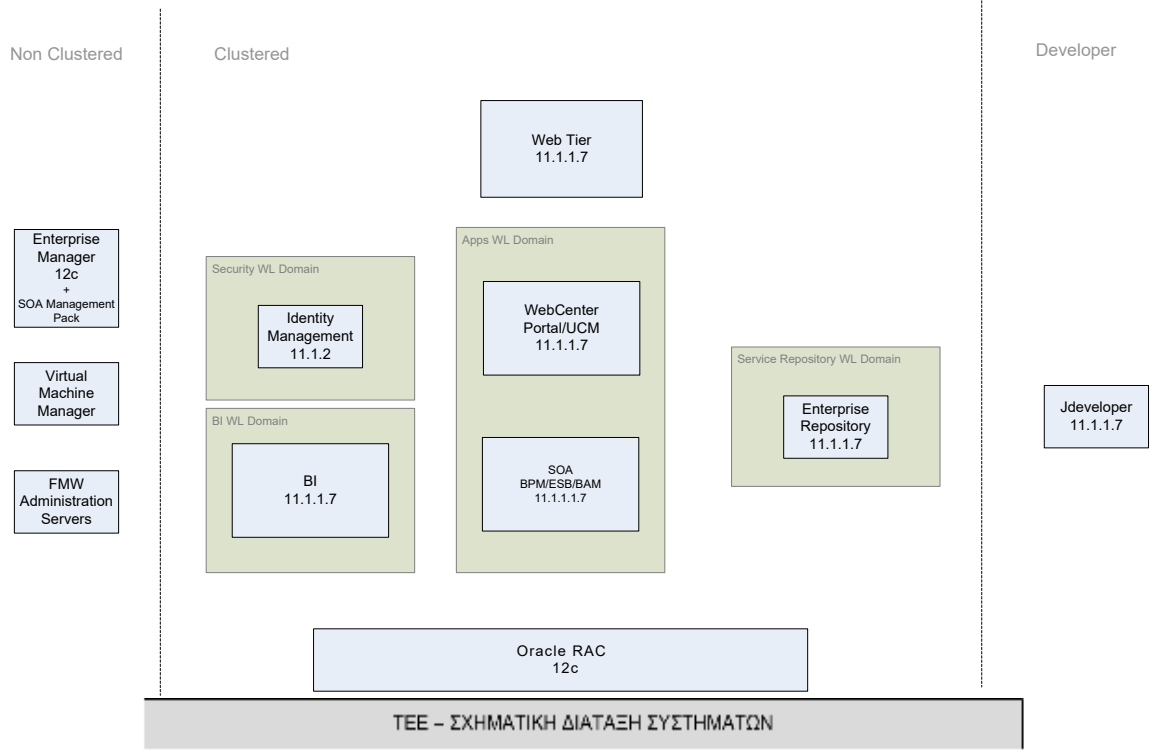 Non Clustered
Clustered
Developer
Web Tier
11.1.1.7
Enterprise
Manager
12c
+
SOA Management
Pack
Virtual
Machine
Manager
FMW
Administration
Servers
Security WL Domain
Identity
Management
11.1.2
BI WL Domain
BI
11.1.1.7
Apps WL Domain
WebCenter
Portal/UCM
11.1.1.7
SOA
BPM/ESB/BAM
11.1.1.1.7
Service Repository WL Domain
Enterprise
Repository
11.1.1.7
Jdeveloper
11.1.1.7
Oracle RAC
12c
ΤΕΕ – ΣΧΗΜΑΤΙΚΗ ΔΙΑΤΑΞΗ ΣΥΣΤΗΜΑΤΩΝ